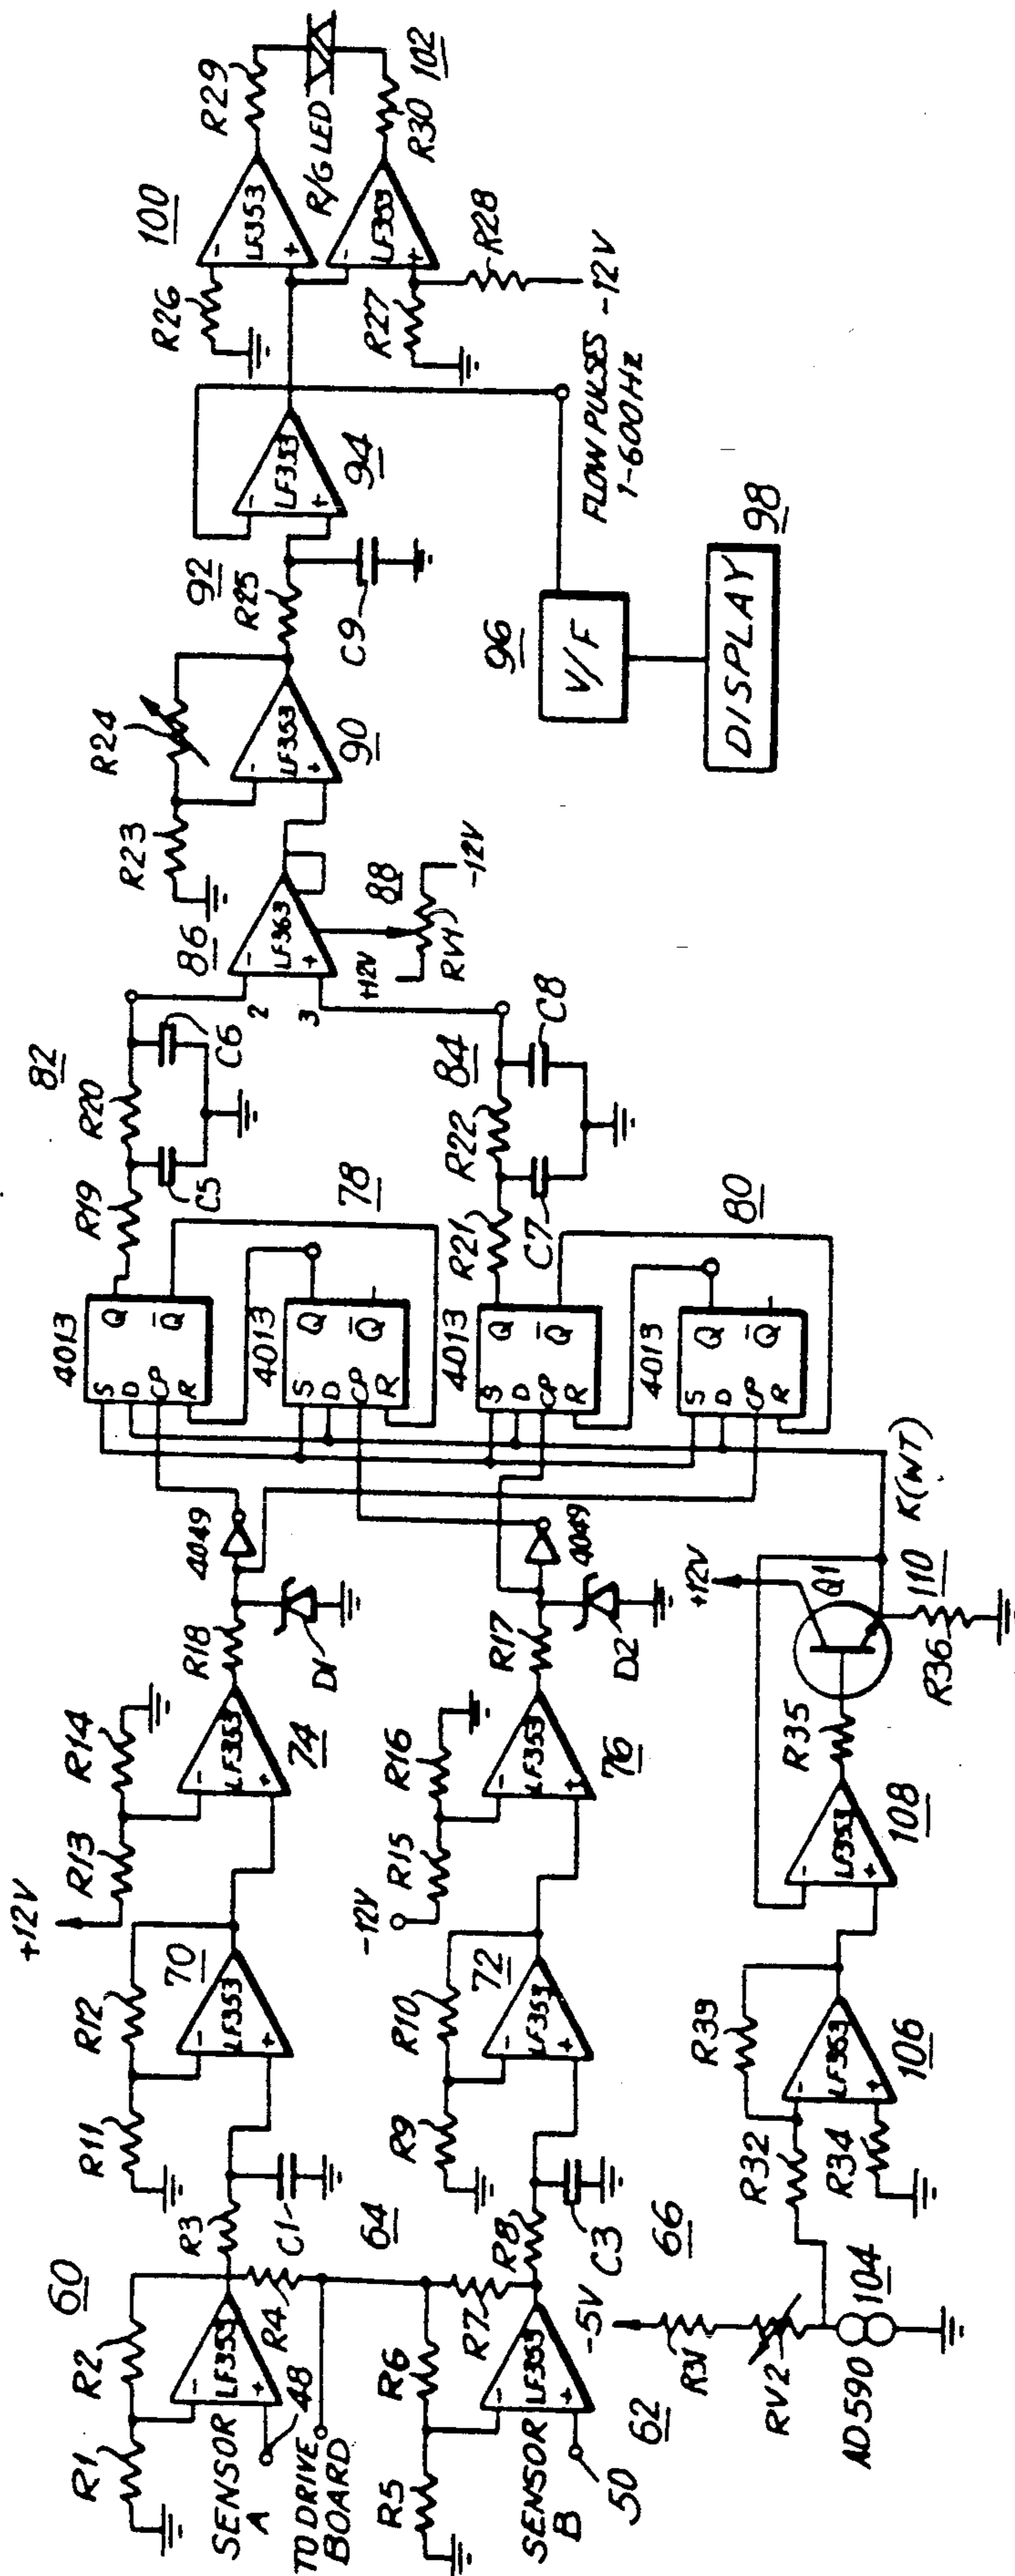 60
R1
R2
SENSOR
A
LF353
-
+
48
R4
R3
C1
64
R11
R12
70
LF353
-
+
+12V
R13
R14
74
LF353
-
+
R18
D1
4049
TO DRIVE
BOARD
R5
R6
R7
SENSOR
B
LF353
-
+
50
62
R8
C3
66
R9
R10
72
LF353
-
+
-12V
R15
R16
76
LF353
-
+
R17
D2
4049
-5V
R31
RV2
AD590
104
R32
R34
R39
LF353
-
+
106
LF353
-
+
108
R35
Q1
+12V
110
R36
K(WT)
4013
S
D
CP
R
Q
Q̄
4013
S
D
CP
R
Q
Q̄
78
4013
S
D
CP
R
Q
Q̄
4013
S
D
CP
R
Q
Q̄
80
R19
R20
82
C5
C6
R21
R22
84
C7
C8
2
3
86
LF363
-
+
+12V
RV1
88
-12V
R23
R24
LF353
-
+
90
92
R25
C9
LF353
-
+
94
96
V/F
DISPLAY
98
FLOW PULSES
1-600Hz
R26
100
LF353
-
+
R29
R/G LED
LF353
-
+
R30
102
R27
R28
-12V